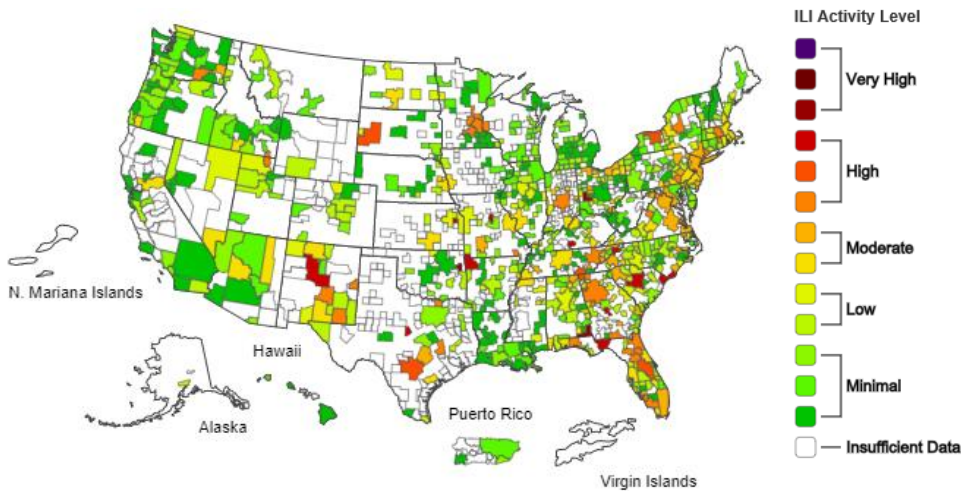 ILI Activity Level
Very High
High
Moderate
Low
Minimal
Insufficient Data
N. Mariana Islands
Hawaii
Alaska
Puerto Rico
Virgin Islands